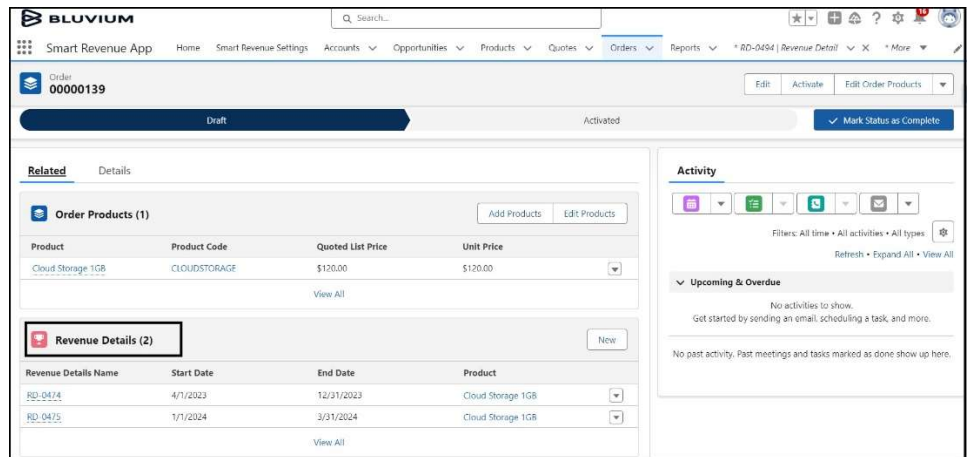 BLUVIUM
Search...
Smart Revenue App Home Smart Revenue Settings Accounts Opportunities Products Quotes Orders Reports * RD-0494 | Revenue Detail * More
Order
00000139
Edit Activate Edit Order Products
Draft Activated Mark Status as Complete
Related Details
Order Products (1)
Add Products Edit Products
Product Product Code Quoted List Price Unit Price
Cloud Storage 1GB CLOUDSTORAGE $120.00 $120.00
View All
Revenue Details (2)
New
Revenue Details Name Start Date End Date Product
RD-0474 4/1/2023 12/31/2023 Cloud Storage 1GB
RD-0475 1/1/2024 3/31/2024 Cloud Storage 1GB
View All
Activity
Filters: All time • All activities • All types
Refresh • Expand All • View All
Upcoming & Overdue
No activities to show.
Get started by sending an email, scheduling a task, and more.
No past activity. Past meetings and tasks marked as done show up here.